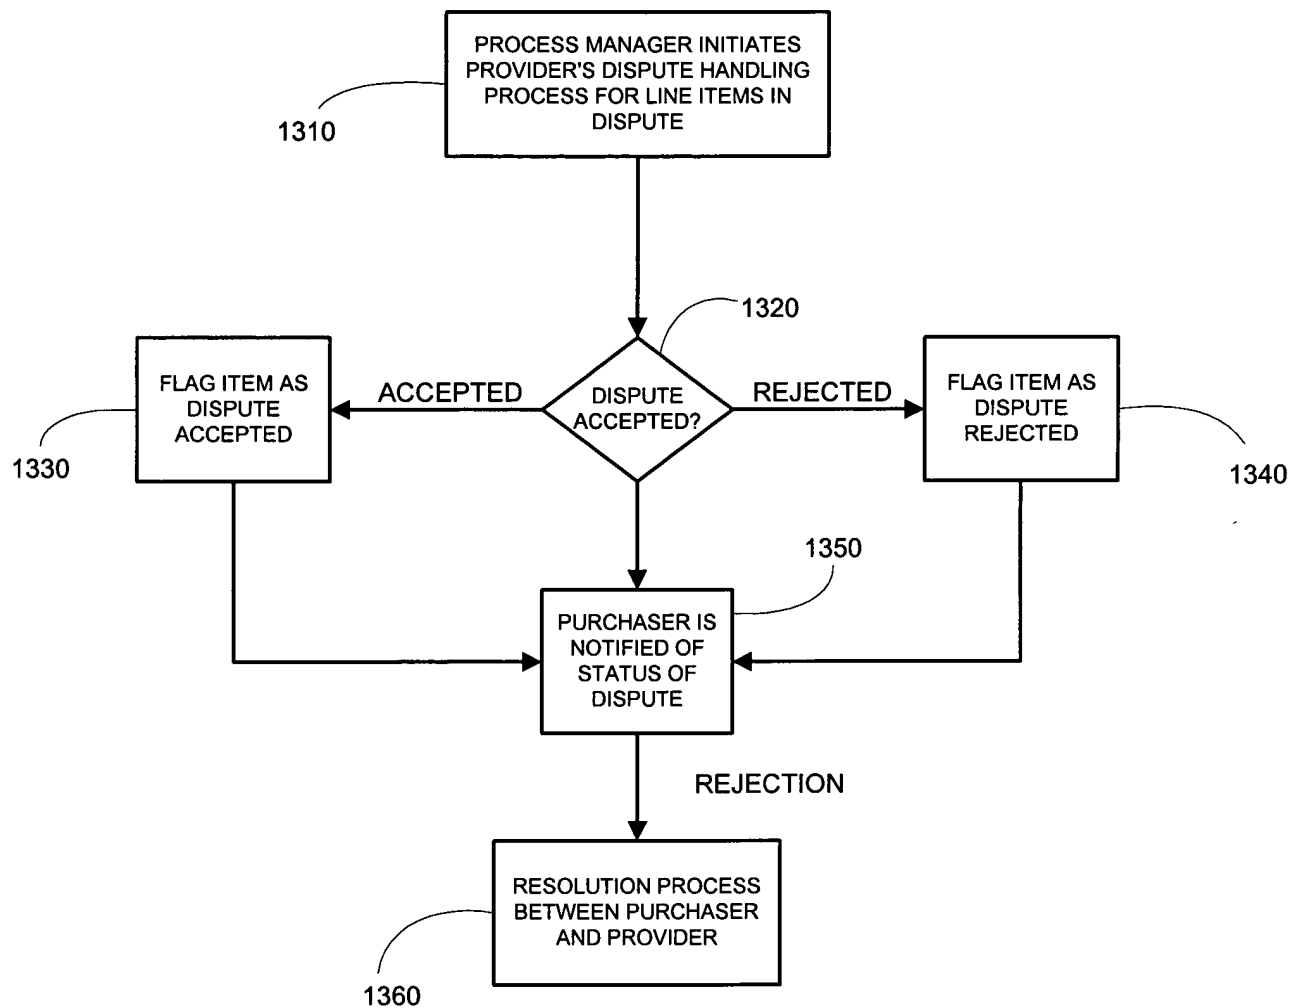 PROCESS MANAGER INITIATES
PROVIDER'S DISPUTE HANDLING
PROCESS FOR LINE ITEMS IN
DISPUTE
1310
1320
FLAG ITEM AS
DISPUTE
ACCEPTED
1330
ACCEPTED
DISPUTE
ACCEPTED?
REJECTED
FLAG ITEM AS
DISPUTE
REJECTED
1340
1350
PURCHASER IS
NOTIFIED OF
STATUS OF
DISPUTE
REJECTION
RESOLUTION PROCESS
BETWEEN PURCHASER
AND PROVIDER
1360